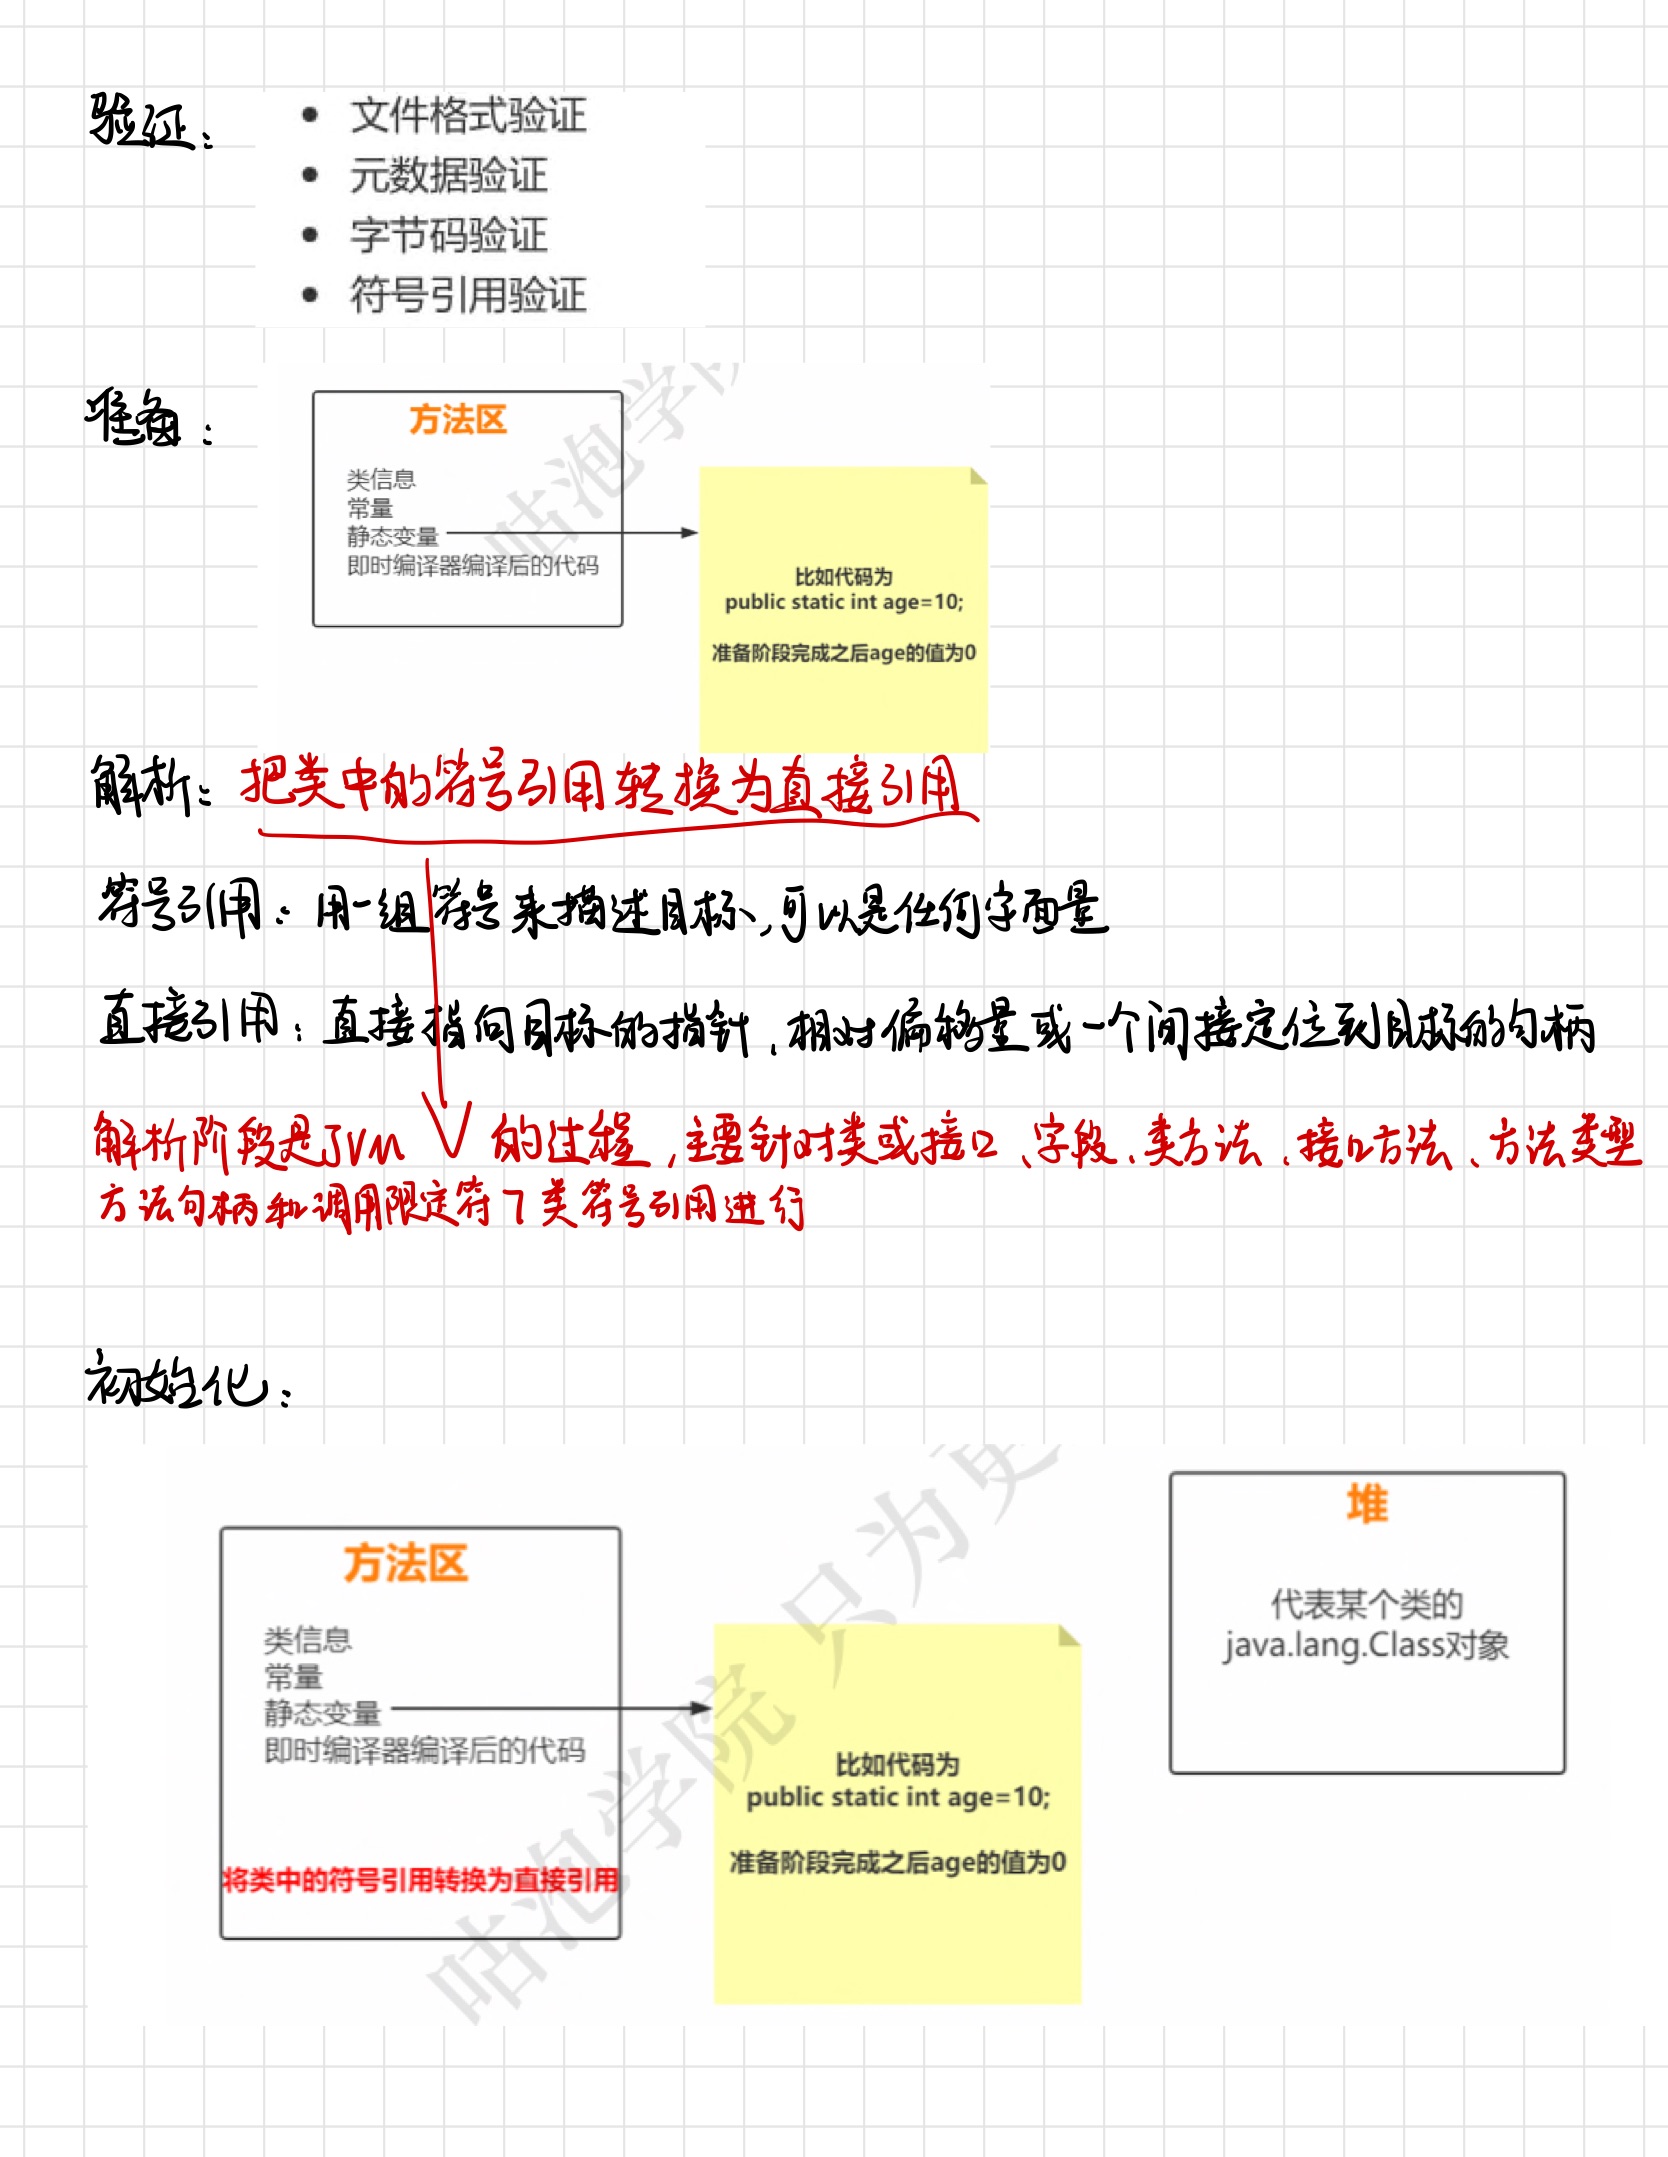 验证：
• 文件格式验证
• 元数据验证
• 字节码验证
• 符号引用验证
准备：
方法区
类信息
常量
静态变量
即时编译器编译后的代码
比如代码为
public static int age=10;
准备阶段完成之后age的值为0
咕泡学院
解析：把类中的符号引用转换为直接引用
符号引用：用一组符号来描述目标，可以是任何字面量
直接引用：直接指向目标的指针、相对偏移量或一个间接定位到目标的句柄
解析阶段是JVM 的过程，主要针对类或接口、字段、类方法、接口方法、方法类型
方法句柄和调用限定符7类符号引用进行
初始化：
方法区
类信息
常量
静态变量
即时编译器编译后的代码
将类中的符号引用转换为直接引用
比如代码为
public static int age=10;
准备阶段完成之后age的值为0
堆
代表某个类的
java.lang.Class对象
咕泡学院 只为更